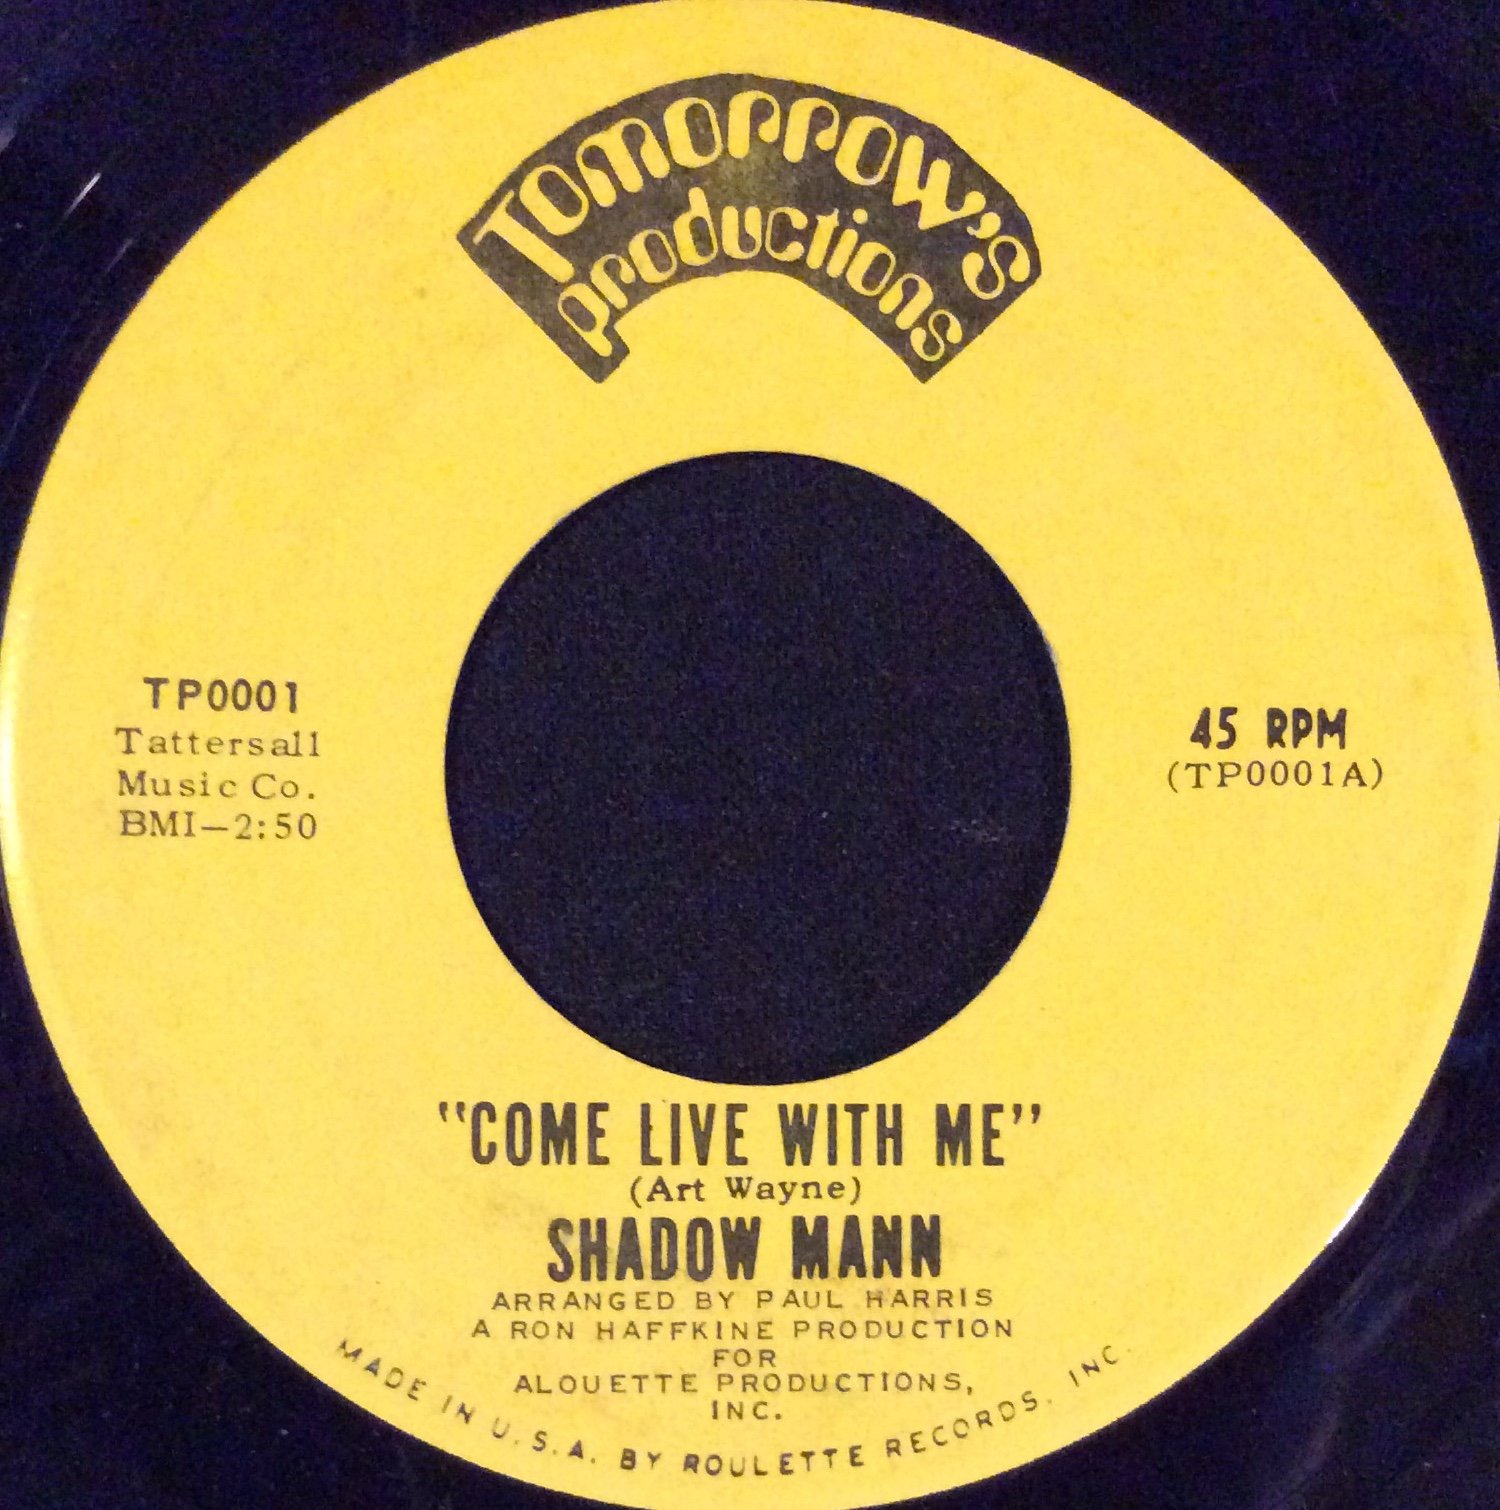 Tomorrow's
productions
TP0001
Tattersall
Music Co.
BMI—2:50
45 RPM
(TP0001A)
"COME LIVE WITH ME"
(Art Wayne)
SHADOW MANN
ARRANGED BY PAUL HARRIS
A RON HAFFKINE PRODUCTION
FOR
ALOUETTE PRODUCTIONS,
INC.
MADE IN U.S.A. BY ROULETTE RECORDS, INC.